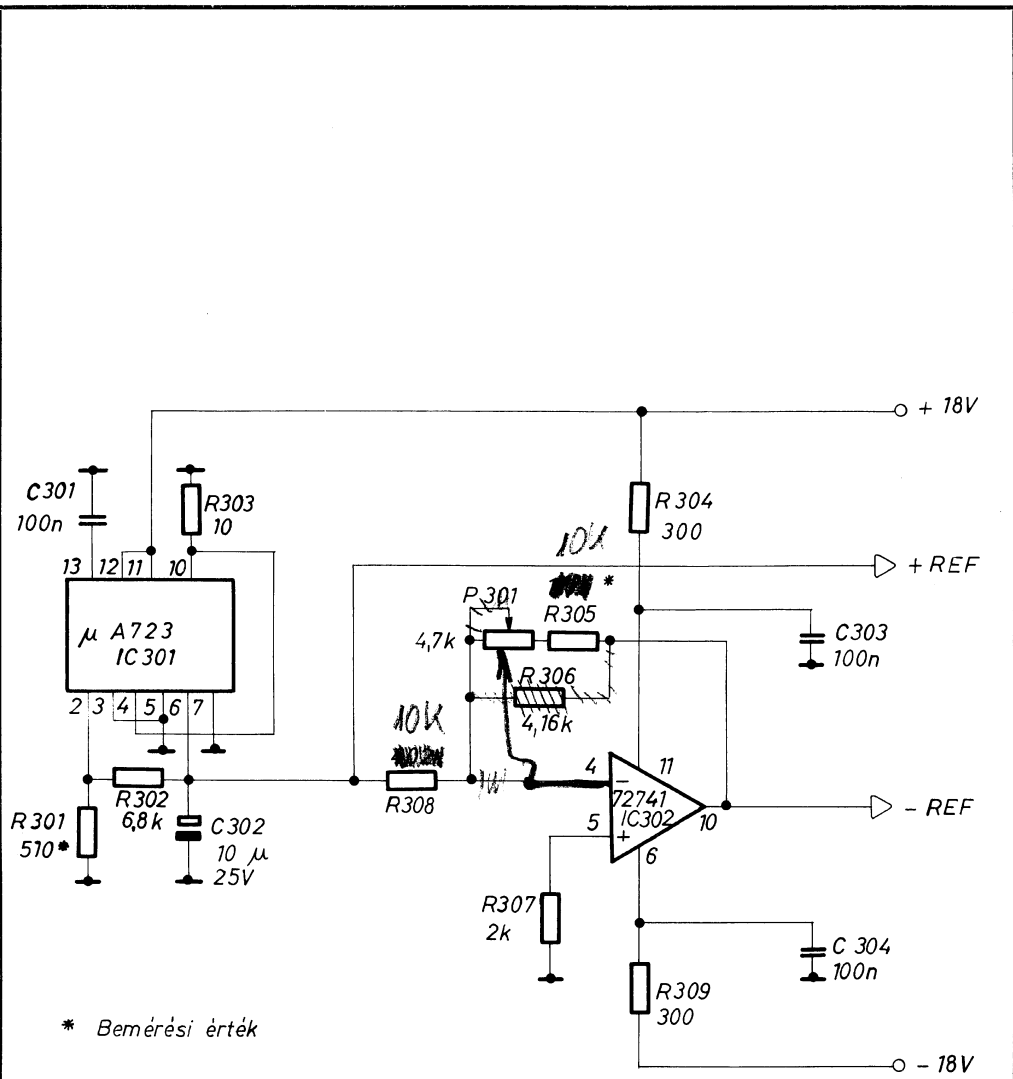 + 18V
C301
100n
R303
10
R304
300
10k
*
13 12 11 10
+ REF
P301
R305
4,7k
C303
100n
μ A723
IC301
R306
4,16k
2 3 4 5 6 7
10K
R308
4
11
72741
IC302
10
- REF
5
+
6
R302
6,8k
R301
510*
C302
10 μ
25V
R307
2k
C 304
100n
R309
300
* Bemérési érték
- 18V